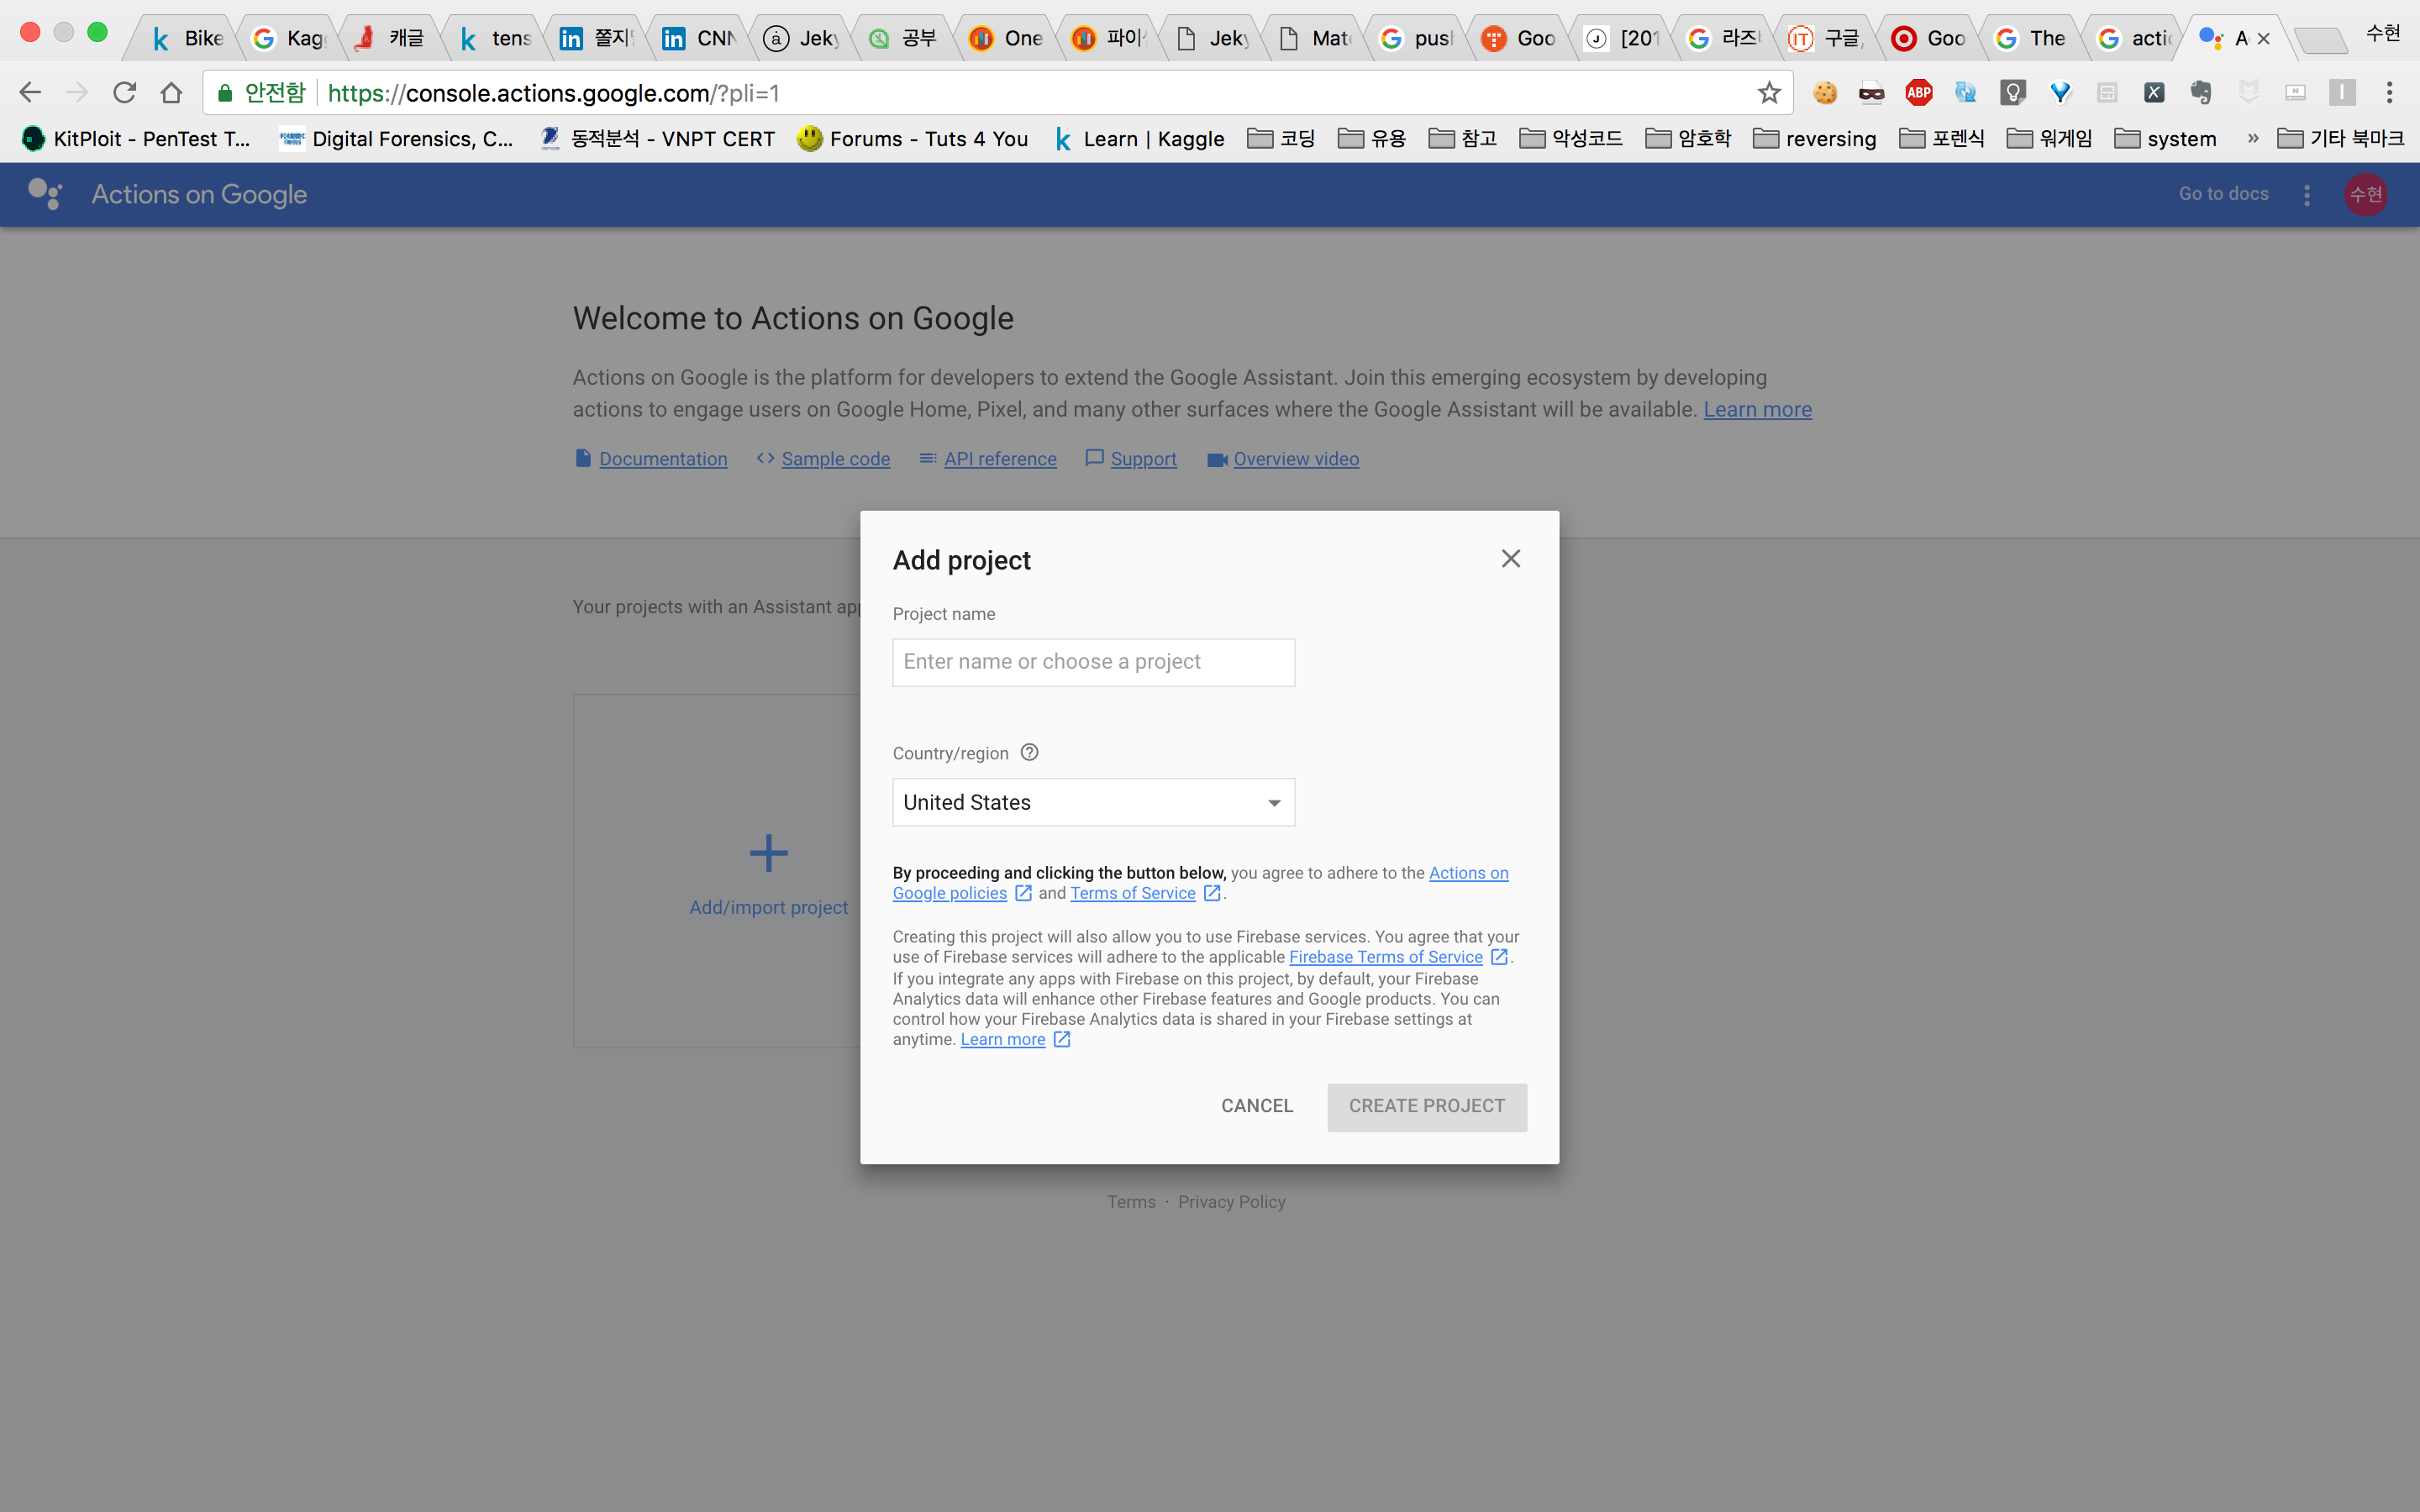 Bike
Kag
캐글
tens
쫄지
CNN
Jeky
공부
One
파이
Jeky
Mate
push
Goo
[201
라즈
구글,
Goo
The
actio
A
수현
안전함
https://console.actions.google.com/?pli=1
ABP
KitPloit - PenTest T...
Digital Forensics, C...
동적분석 - VNPT CERT
Forums - Tuts 4 You
Learn | Kaggle
코딩
유용
참고
악성코드
암호학
reversing
포렌식
워게임
system
»
기타 북마크
Actions on Google
Go to docs
수현
Welcome to Actions on Google
Actions on Google is the platform for developers to extend the Google Assistant. Join this emerging ecosystem by developing
actions to engage users on Google Home, Pixel, and many other surfaces where the Google Assistant will be available. Learn more
Documentation
Sample code
API reference
Support
Overview video
Your projects with an Assistant app
Add/import project
Add project
Project name
Enter name or choose a project
Country/region
United States
By proceeding and clicking the button below, you agree to adhere to the Actions on
Google policies and Terms of Service.
Creating this project will also allow you to use Firebase services. You agree that your
use of Firebase services will adhere to the applicable Firebase Terms of Service.
If you integrate any apps with Firebase on this project, by default, your Firebase
Analytics data will enhance other Firebase features and Google products. You can
control how your Firebase Analytics data is shared in your Firebase settings at
anytime. Learn more
CANCEL
CREATE PROJECT
Terms · Privacy Policy